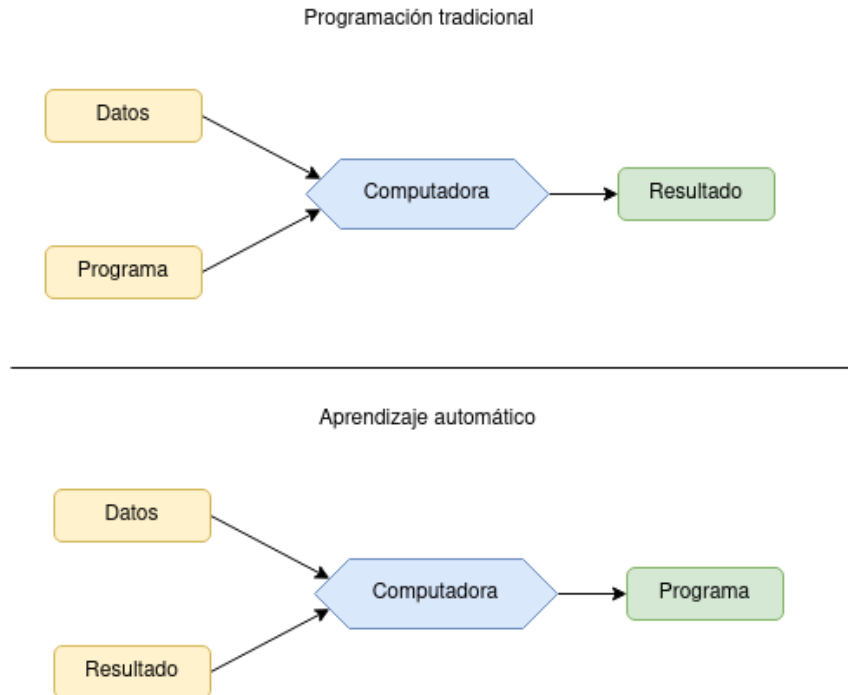 Programación tradicional
Datos
Programa
Computadora
Resultado
Aprendizaje automático
Datos
Resultado
Computadora
Programa